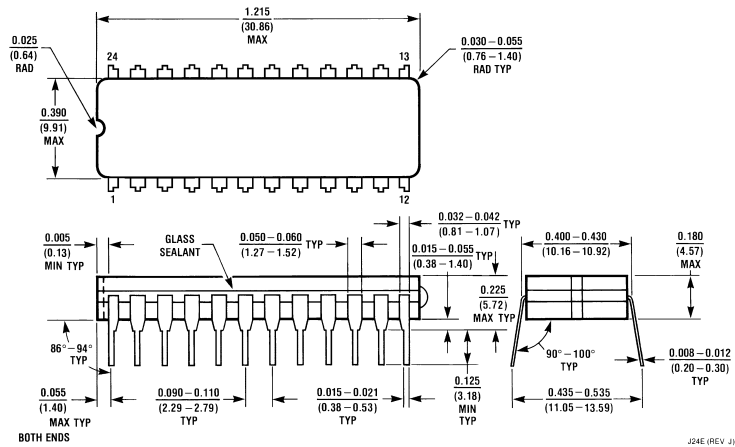 1.215
(30.86)
MAX
0.025
(0.64)
RAD
24
13
0.030–0.055
(0.76–1.40)
RAD TYP
0.390
(9.91)
MAX
1
12
0.005
(0.13)
MIN TYP
GLASS
SEALANT
0.050–0.060 TYP
(1.27–1.52)
0.032–0.042 TYP
(0.81–1.07)
0.015–0.055 TYP
(0.38–1.40)
0.225
(5.72)
MAX TYP
0.400–0.430
(10.16–10.92)
0.180
(4.57)
MAX
86°–94°
TYP
90°–100°
TYP
0.008–0.012
(0.20–0.30)
TYP
0.055
(1.40)
MAX TYP
BOTH ENDS
0.090–0.110
(2.29–2.79)
TYP
0.015–0.021
(0.38–0.53)
TYP
0.125
(3.18)
MIN
TYP
0.435–0.535
(11.05–13.59)
J24E (REV J)